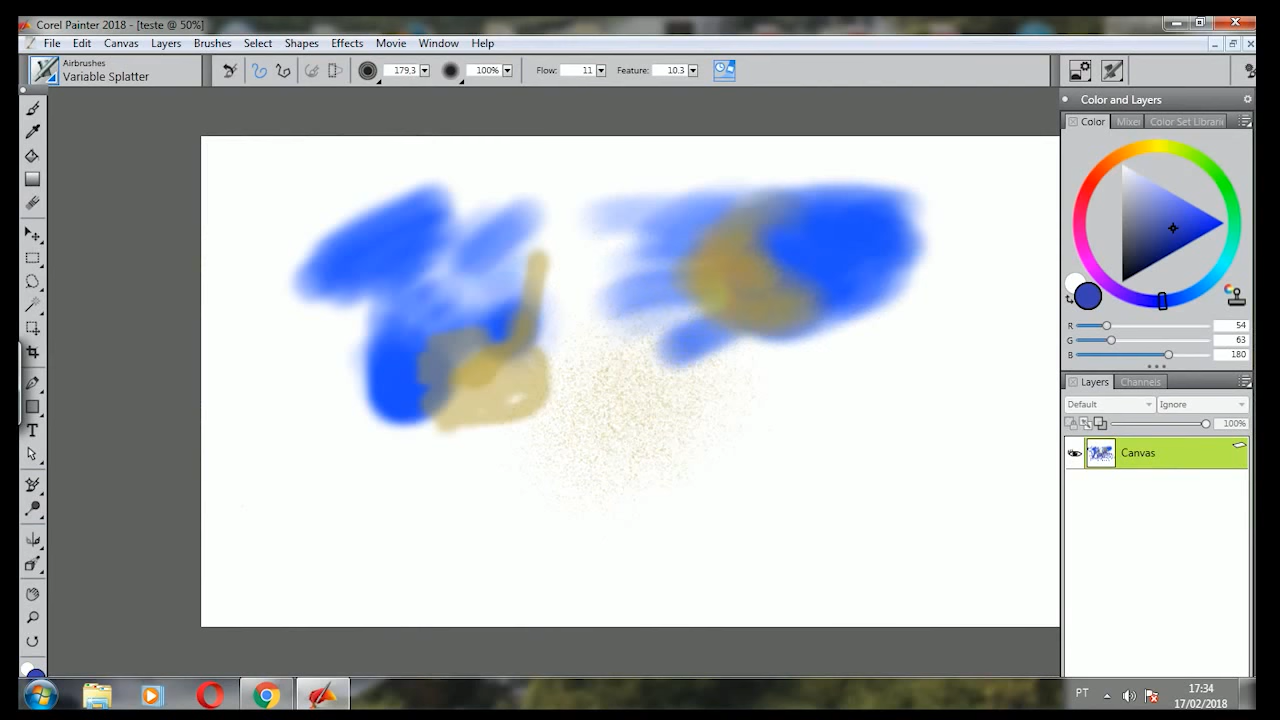 Corel Painter 2018 - [teste @ 50%]
File Edit Canvas Layers Brushes Select Shapes Effects Movie Window Help
Airbrushes
Variable Splatter
179,3 100% Flow: 11 Feature: 10.3
Color and Layers
Color Mixer Color Set Librari
R 54
G 63
B 180
Layers Channels
Default Ignore
100%
Canvas
T
PT 17:34
17/02/2018